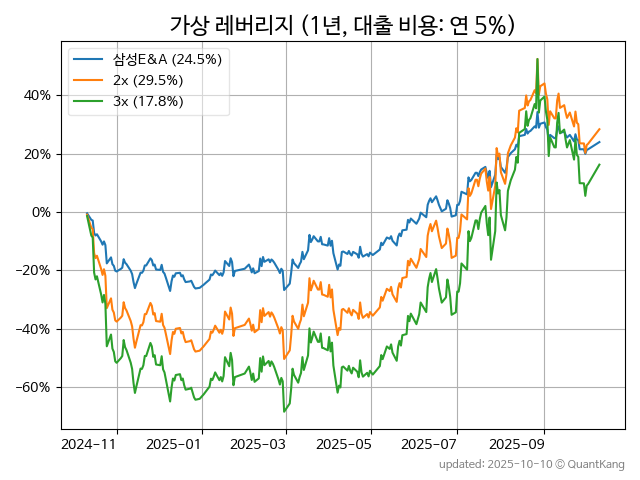 가상 레버리지 (1년, 대출 비용: 연 5%)
삼성E&A (24.5%)
2x (29.5%)
3x (17.8%)
40%
20%
0%
−20%
−40%
−60%
2024-11 2025-01 2025-03 2025-05 2025-07 2025-09
updated: 2025-10-10 © QuantKang